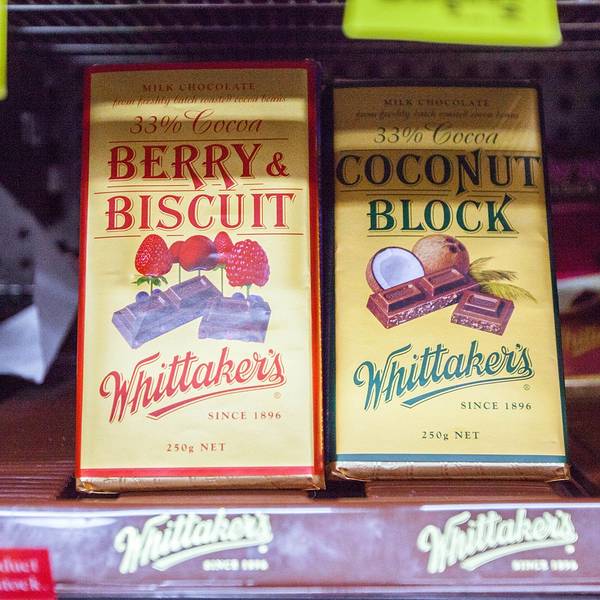 MILK CHOCOLATE
from freshly batch roasted cocoa beans
33% Cocoa
BERRY &
BISCUIT
Whittaker's
®
SINCE 1896
250g NET
MILK CHOCOLATE
from freshly batch roasted cocoa beans
33% Cocoa
COCONUT
BLOCK
Whittaker's
®
SINCE 1896
250g NET
Whittaker's
SINCE 1896
Whittaker's
SINCE 1896
stock.